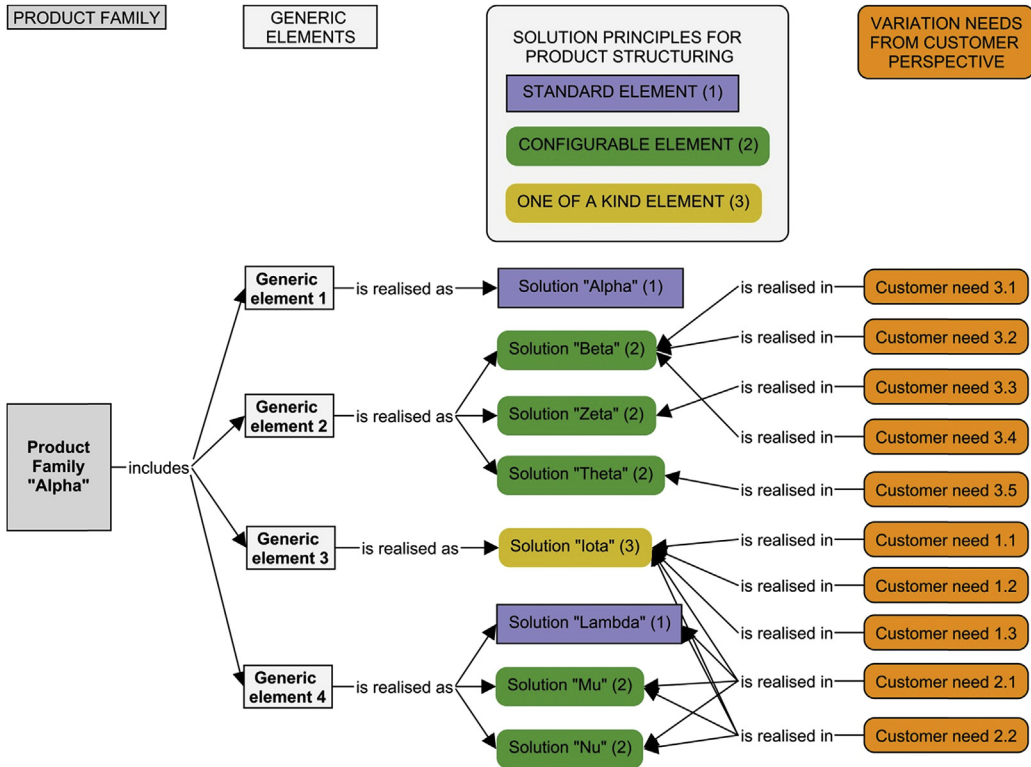 PRODUCT FAMILY
GENERIC
ELEMENTS
SOLUTION PRINCIPLES FOR
PRODUCT STRUCTURING
STANDARD ELEMENT (1)
CONFIGURABLE ELEMENT (2)
ONE OF A KIND ELEMENT (3)
VARIATION NEEDS
FROM CUSTOMER
PERSPECTIVE
Product
Family
"Alpha"
includes
Generic
element 1
is realised as
Solution "Alpha" (1)
Generic
element 2
is realised as
Solution "Beta" (2)
Solution "Zeta" (2)
Solution "Theta" (2)
Generic
element 3
is realised as
Solution "Iota" (3)
Generic
element 4
is realised as
Solution "Lambda" (1)
Solution "Mu" (2)
Solution "Nu" (2)
is realised in
Customer need 3.1
is realised in
Customer need 3.2
is realised in
Customer need 3.3
is realised in
Customer need 3.4
is realised in
Customer need 3.5
is realised in
Customer need 1.1
is realised in
Customer need 1.2
is realised in
Customer need 1.3
is realised in
Customer need 2.1
is realised in
Customer need 2.2